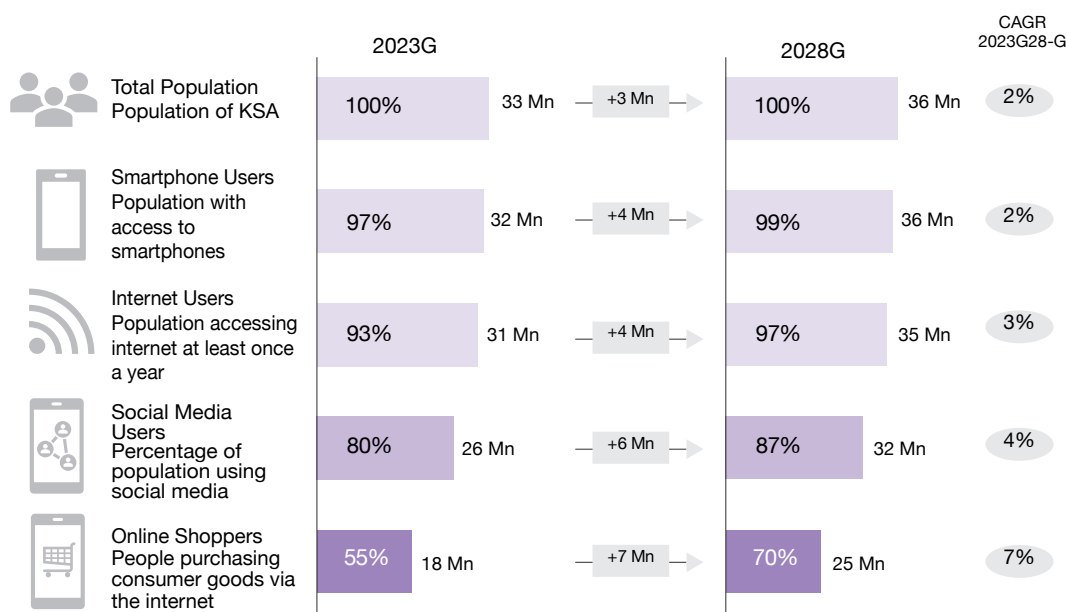 2023G
2028G
CAGR
2023G28-G
Total Population
Population of KSA
100%
33 Mn
+3 Mn
100%
36 Mn
2%
Smartphone Users
Population with
access to
smartphones
97%
32 Mn
+4 Mn
99%
36 Mn
2%
Internet Users
Population accessing
internet at least once
a year
93%
31 Mn
+4 Mn
97%
35 Mn
3%
Social Media
Users
Percentage of
population using
social media
80%
26 Mn
+6 Mn
87%
32 Mn
4%
Online Shoppers
People purchasing
consumer goods via
the internet
55%
18 Mn
+7 Mn
70%
25 Mn
7%